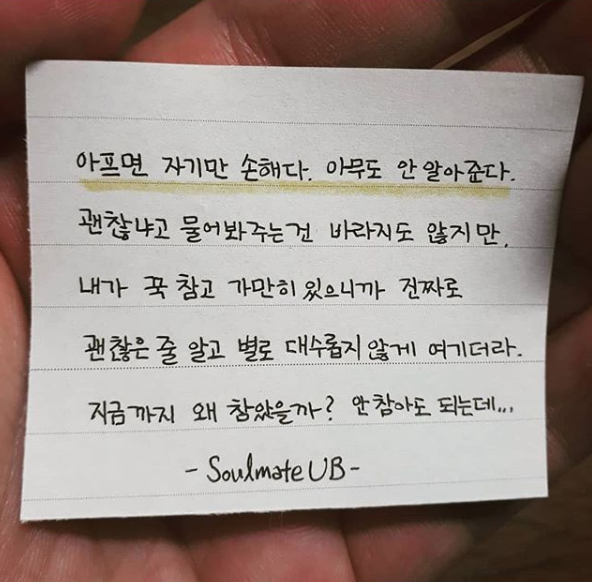 아프면 자기만 손해다. 아무도 안 알아준다.
괜찮냐고 물어봐주는건 바라지도 않지만,
내가 꾹 참고 가만히 있으니까 진짜로
괜찮은 줄 알고 별로 대수롭지 않게 여기더라.
지금까지 왜 참았을까? 안 참아도 되는데...
- Soulmate UB -